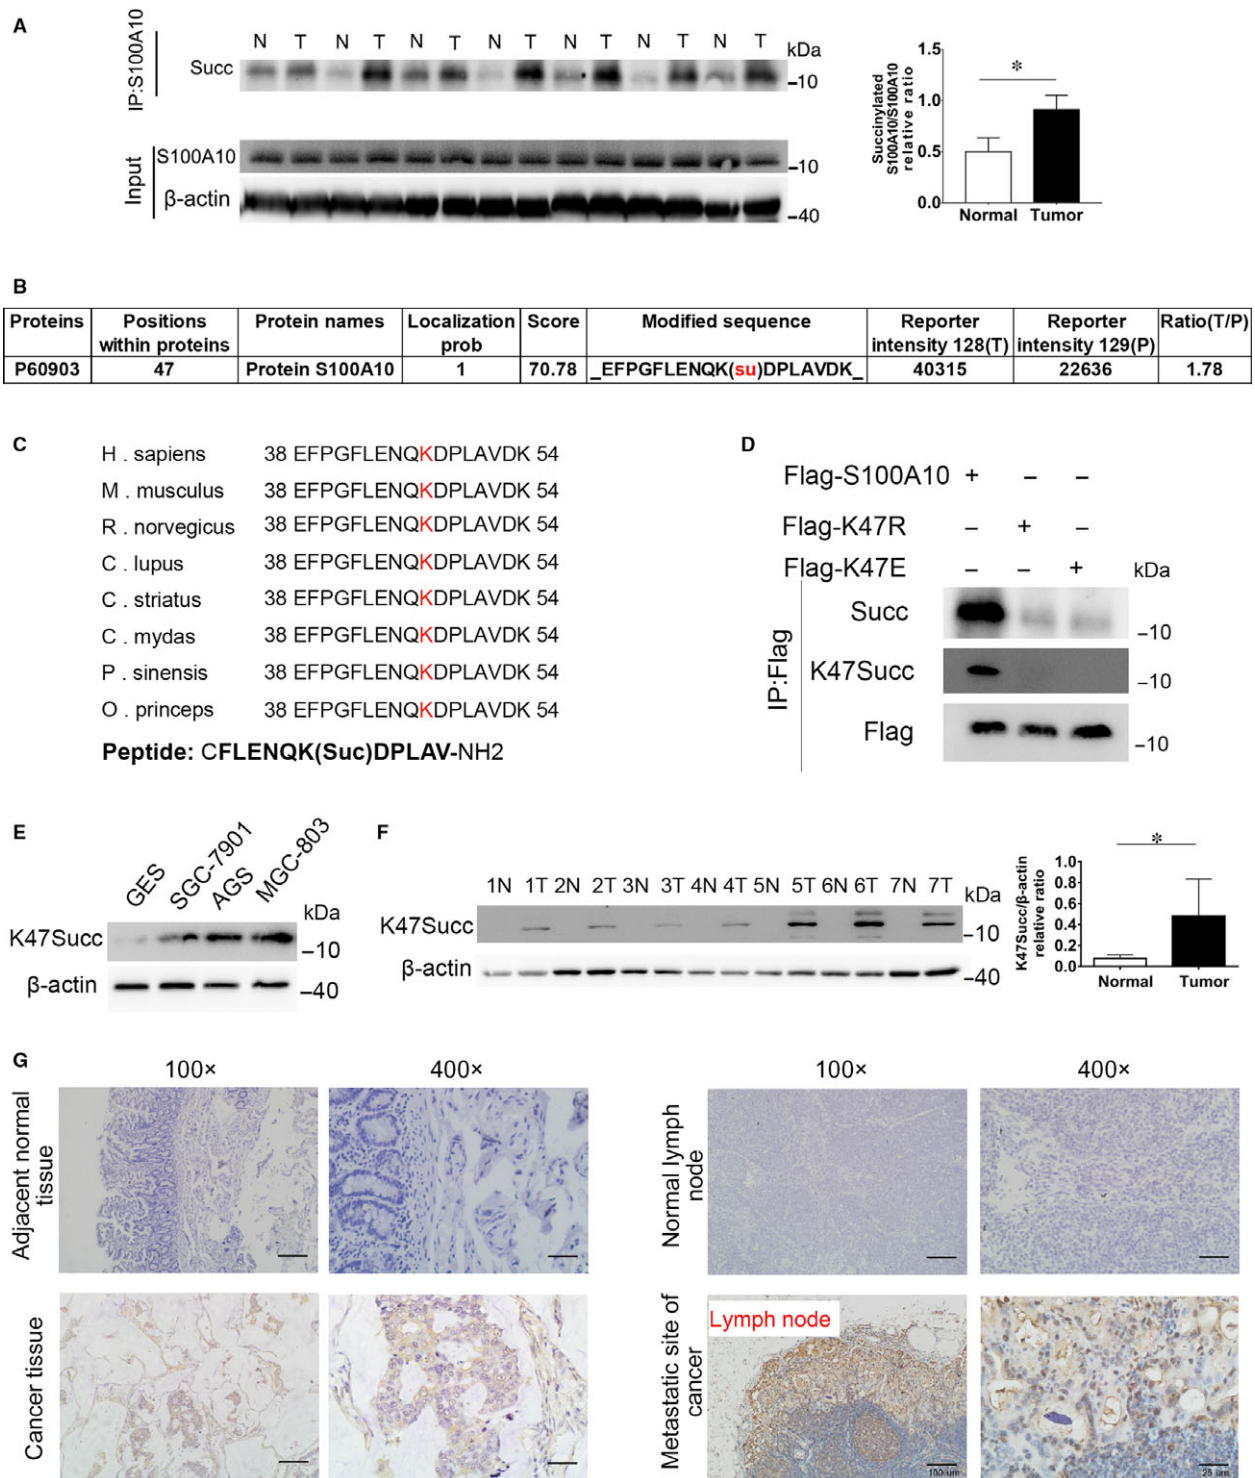 A
IP:S100A10
N T N T N T N T N T N T N T
kDa
Succ
–10
Input
S100A10
–10
β-actin
–40
Succinylated
S100A10/S100A10
relative ratio
1.5
1.0
0.5
0.0
*
Normal Tumor
B
Proteins Positions within proteins Protein names Localization prob Score Modified sequence Reporter intensity 128(T) Reporter intensity 129(P) Ratio(T/P)
P60903 47 Protein S100A10 1 70.78 _EFPGFLENQK(su)DPLAVDK_ 40315 22636 1.78
C
H . sapiens 38 EFPGFLENQKDPLAVDK 54
M . musculus 38 EFPGFLENQKDPLAVDK 54
R . norvegicus 38 EFPGFLENQKDPLAVDK 54
C . lupus 38 EFPGFLENQKDPLAVDK 54
C . striatus 38 EFPGFLENQKDPLAVDK 54
C . mydas 38 EFPGFLENQKDPLAVDK 54
P . sinensis 38 EFPGFLENQKDPLAVDK 54
O . princeps 38 EFPGFLENQKDPLAVDK 54
Peptide: CFLENQK(Suc)DPLAV-NH2
D
Flag-S100A10 + – –
Flag-K47R – + –
Flag-K47E – – + kDa
IP:Flag
Succ –10
K47Succ –10
Flag –10
E
GES SGC-7901 AGS MGC-803
kDa
K47Succ –10
β-actin –40
F
1N 1T 2N 2T 3N 3T 4N 4T 5N 5T 6N 6T 7N 7T kDa
K47Succ –10
β-actin –40
K47Succ/β-actin
relative ratio
1.0
0.8
0.6
0.4
0.2
0.0
*
Normal Tumor
G
100× 400× 100× 400×
Adjacent normal
tissue
Normal lymph
node
Cancer tissue
Metastatic site of
cancer
Lymph node
100 um
25 um